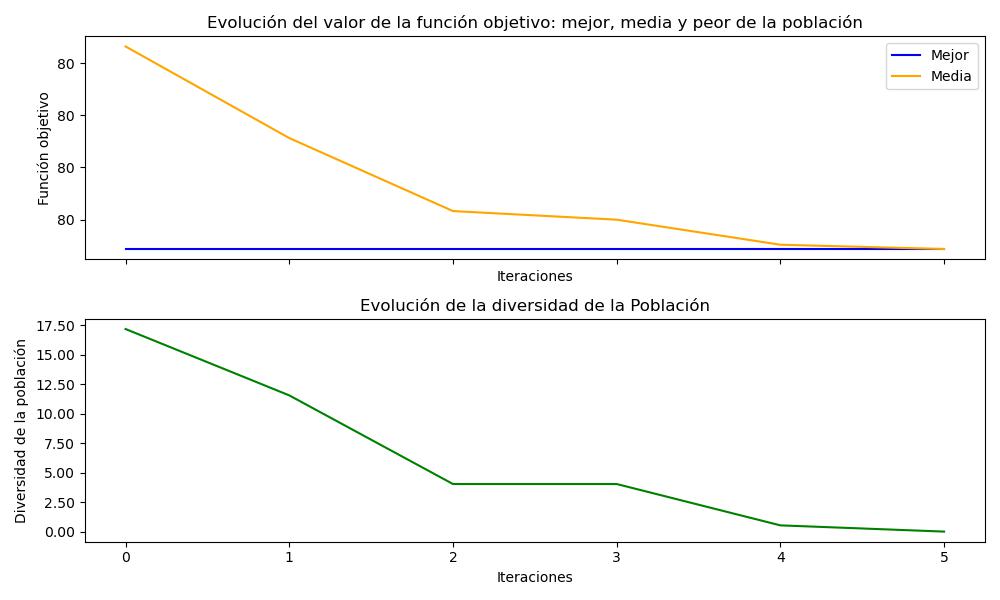 Evolución del valor de la función objetivo: mejor, media y peor de la población
Función objetivo
80
80
80
80
Mejor
Media
Iteraciones
Evolución de la diversidad de la Población
Diversidad de la población
17.50
15.00
12.50
10.00
7.50
5.00
2.50
0.00
0 1 2 3 4 5
Iteraciones